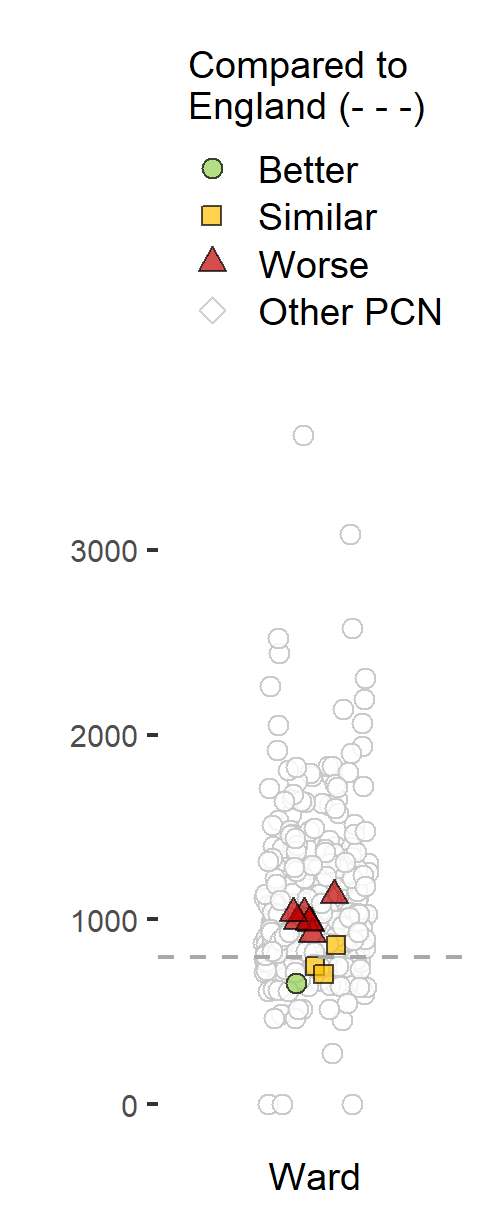 Compared to
England (- - -)
Better
Similar
Worse
Other PCN
3000
2000
1000
0
Ward